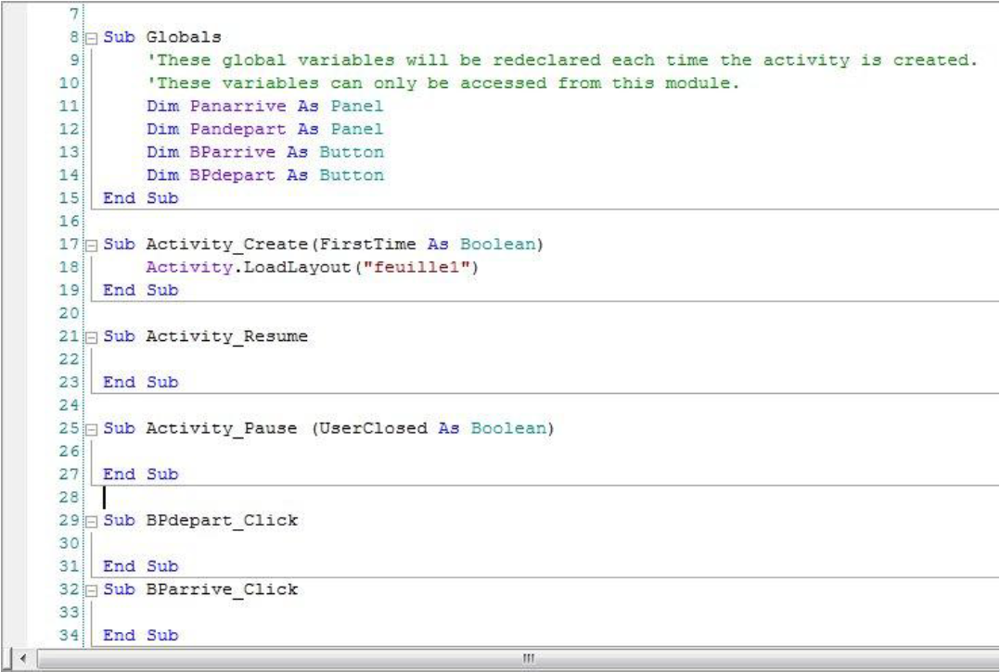 7
8 Sub Globals
9 'These global variables will be redeclared each time the activity is created.
10 'These variables can only be accessed from this module.
11 Dim Panarrive As Panel
12 Dim Pandepart As Panel
13 Dim BParrive As Button
14 Dim BPdepart As Button
15 End Sub
16
17 Sub Activity_Create(FirstTime As Boolean)
18 Activity.LoadLayout("feuille1")
19 End Sub
20
21 Sub Activity_Resume
22
23 End Sub
24
25 Sub Activity_Pause (UserClosed As Boolean)
26
27 End Sub
28
29 Sub BPdepart_Click
30
31 End Sub
32 Sub BParrive_Click
33
34 End Sub